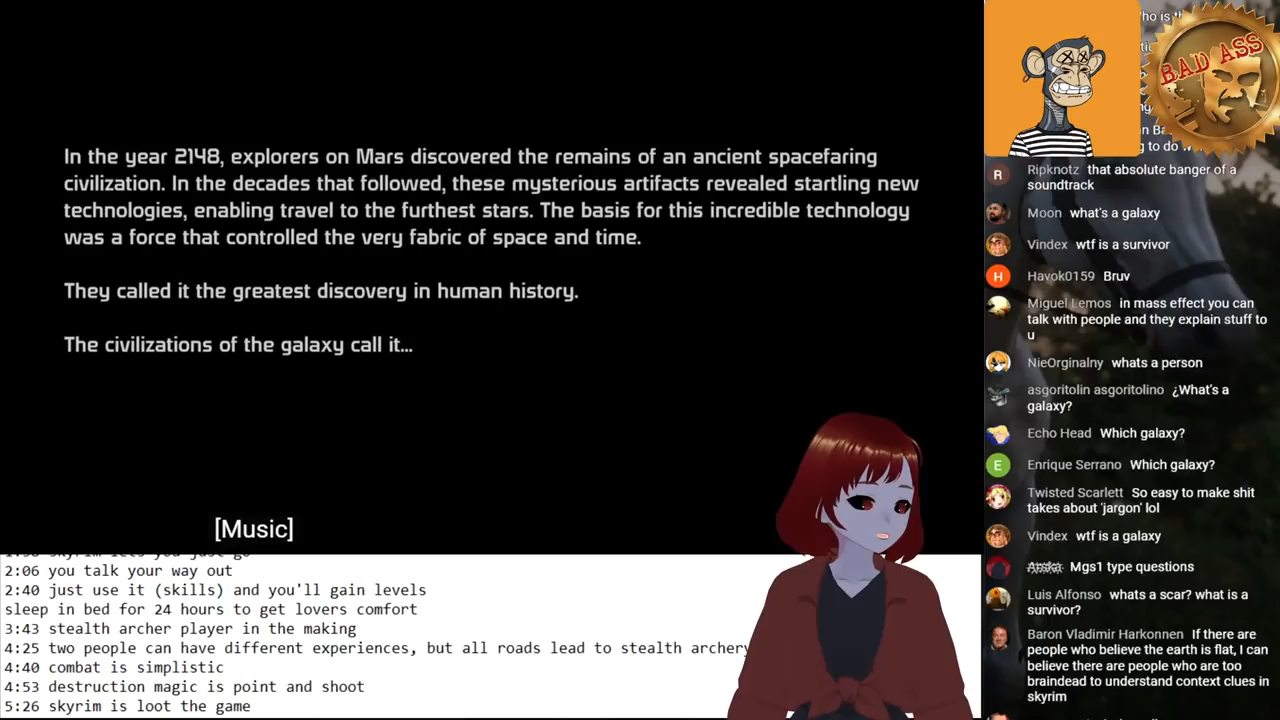 In the year 2148, explorers on Mars discovered the remains of an ancient spacefaring
civilization. In the decades that followed, these mysterious artifacts revealed startling new
technologies, enabling travel to the furthest stars. The basis for this incredible technology
was a force that controlled the very fabric of space and time.
They called it the greatest discovery in human history.
The civilizations of the galaxy call it...
[Music]
2:06 you talk your way out
2:40 just use it (skills) and you'll gain levels
sleep in bed for 24 hours to get lovers comfort
3:43 stealth archer player in the making
4:25 two people can have different experiences, but all roads lead to stealth archery
4:40 combat is simplistic
4:53 destruction magic is point and shoot
5:26 skyrim is loot the game
BAD ASS
R Ripknotz that absolute banger of a
soundtrack
Moon what's a galaxy
Vindex wtf is a survivor
H Havok0159 Bruv
Miguel Lemos in mass effect you can
talk with people and they explain stuff to
u
NieOrginalny whats a person
asgoritolin asgoritolino ¿What's a
galaxy?
Echo Head Which galaxy?
E Enrique Serrano Which galaxy?
Twisted Scarlett So easy to make shit
takes about 'jargon' lol
Vindex wtf is a galaxy
Mgs1 type questions
Luis Alfonso whats a scar? what is a
survivor?
Baron Vladimir Harkonnen If there are
people who believe the earth is flat, I can
believe there are people who are too
braindead to understand context clues in
skyrim